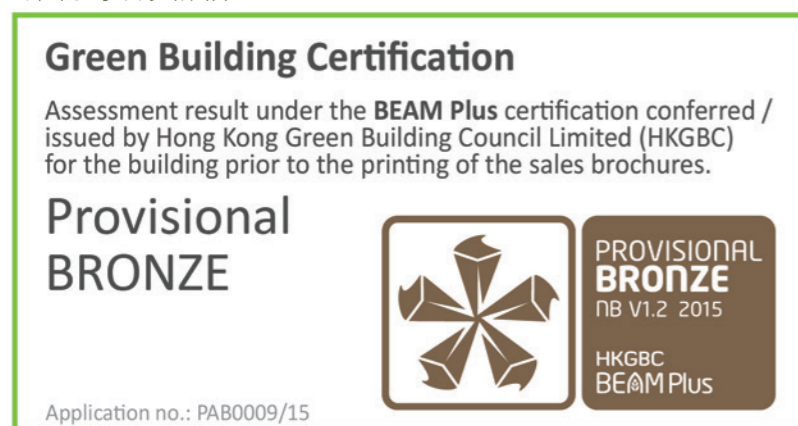 Green Building Certification
Assessment result under the BEAM Plus certification conferred /
issued by Hong Kong Green Building Council Limited (HKGBC)
for the building prior to the printing of the sales brochures.
Provisional
BRONZE
PROVISIONAL
BRONZE
NB V1.2 2015
HKGBC
BEAM Plus
Application no.: PAB0009/15